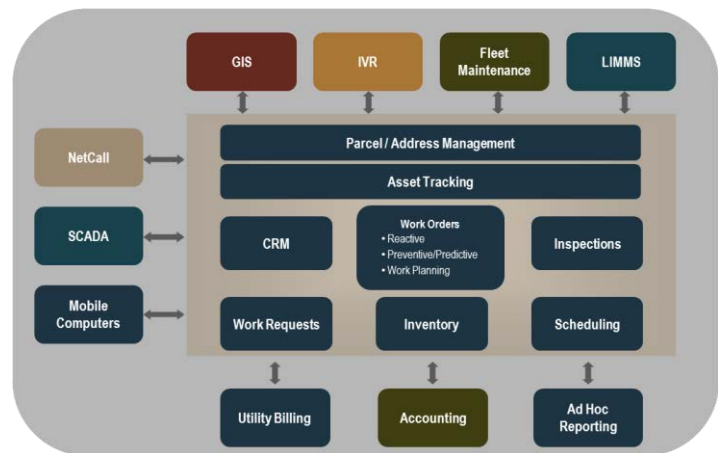 GIS
IVR
Fleet
Maintenance
LIMMS
Parcel / Address Management
NetCall
Asset Tracking
SCADA
CRM
Work Orders
• Reactive
• Preventive/Predictive
• Work Planning
Inspections
Mobile
Computers
Work Requests
Inventory
Scheduling
Utility Billing
Accounting
Ad Hoc
Reporting